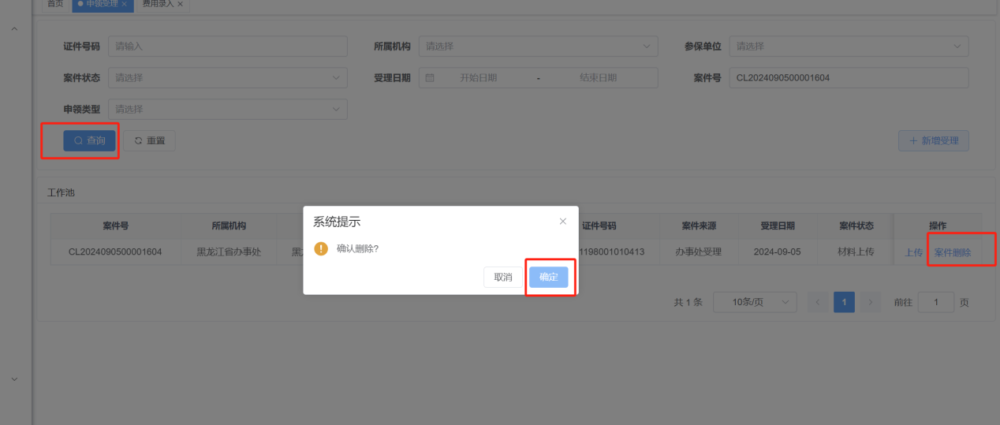 首页 申领受理 × 费用录入 ×
证件号码 请输入 所属机构 请选择 参保单位 请选择
案件状态 请选择 受理日期 开始日期 - 结束日期 案件号 CL2024090500001604
申领类型 请选择
查询 重置 + 新增受理
工作池
系统提示
确认删除?
取消 确定
案件号 所属机构 证件号码 案件来源 受理日期 案件状态 操作
CL2024090500001604 黑龙江省办事处 黑 1198001010413 办事处受理 2024-09-05 材料上传 上传 案件删除
共 1 条 10条/页 < 1 > 前往 1 页